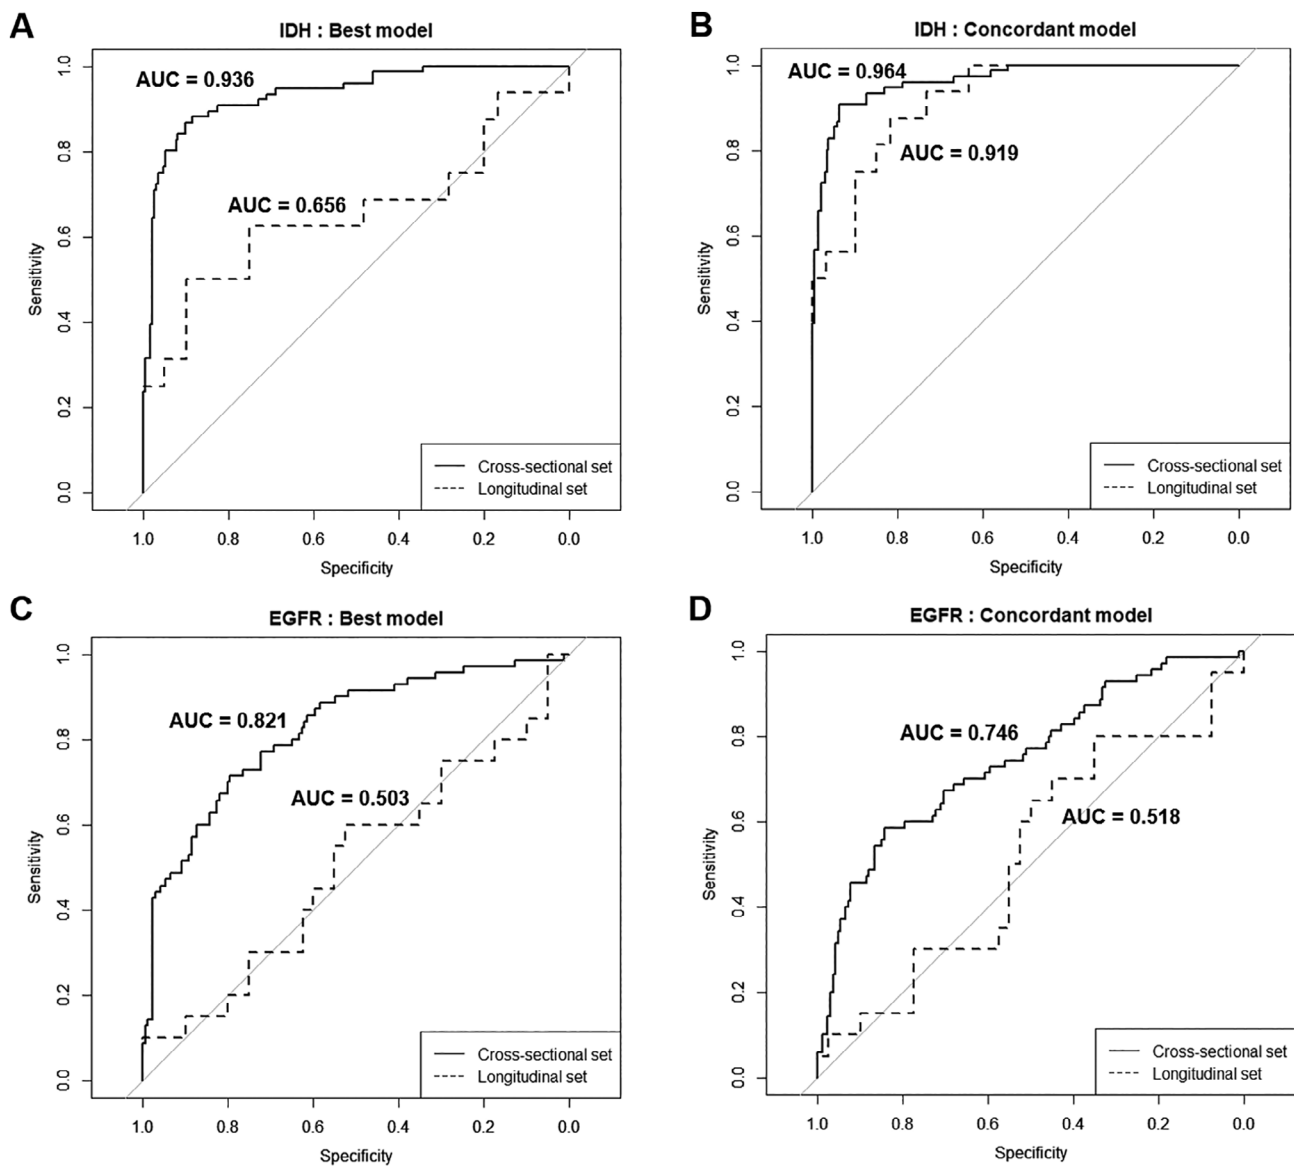 A
IDH : Best model
AUC = 0.936
AUC = 0.656
Sensitivity
1.0
0.8
0.6
0.4
0.2
0.0
Cross-sectional set
Longitudinal set
1.0 0.8 0.6 0.4 0.2 0.0
Specificity
B
IDH : Concordant model
AUC = 0.964
AUC = 0.919
Sensitivity
1.0
0.8
0.6
0.4
0.2
0.0
Cross-sectional set
Longitudinal set
1.0 0.8 0.6 0.4 0.2 0.0
Specificity
C
EGFR : Best model
AUC = 0.821
AUC = 0.503
Sensitivity
1.0
0.8
0.6
0.4
0.2
0.0
Cross-sectional set
Longitudinal set
1.0 0.8 0.6 0.4 0.2 0.0
Specificity
D
EGFR : Concordant model
AUC = 0.746
AUC = 0.518
Sensitivity
1.0
0.8
0.6
0.4
0.2
0.0
Cross-sectional set
Longitudinal set
1.0 0.8 0.6 0.4 0.2 0.0
Specificity